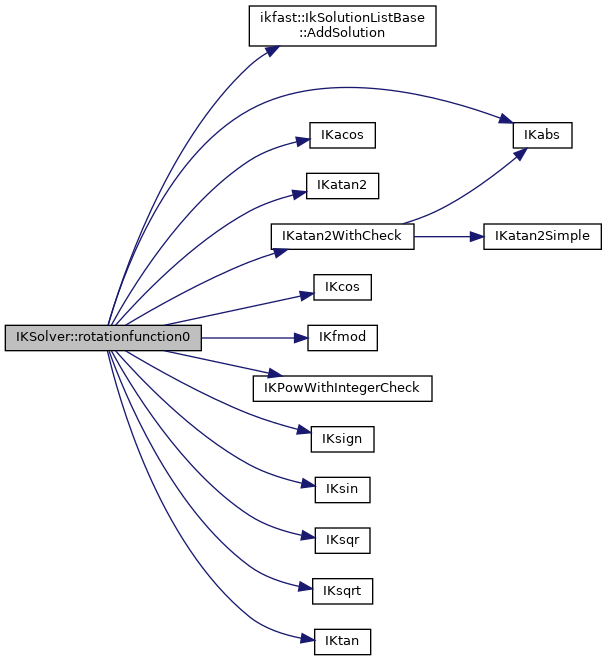 ikfast::IkSolutionListBase
::AddSolution
IKabs
IKacos
IKatan2
IKatan2WithCheck
IKatan2Simple
IKcos
IKSolver::rotationfunction0
IKfmod
IKPowWithIntegerCheck
IKsign
IKsin
IKsqr
IKsqrt
IKtan